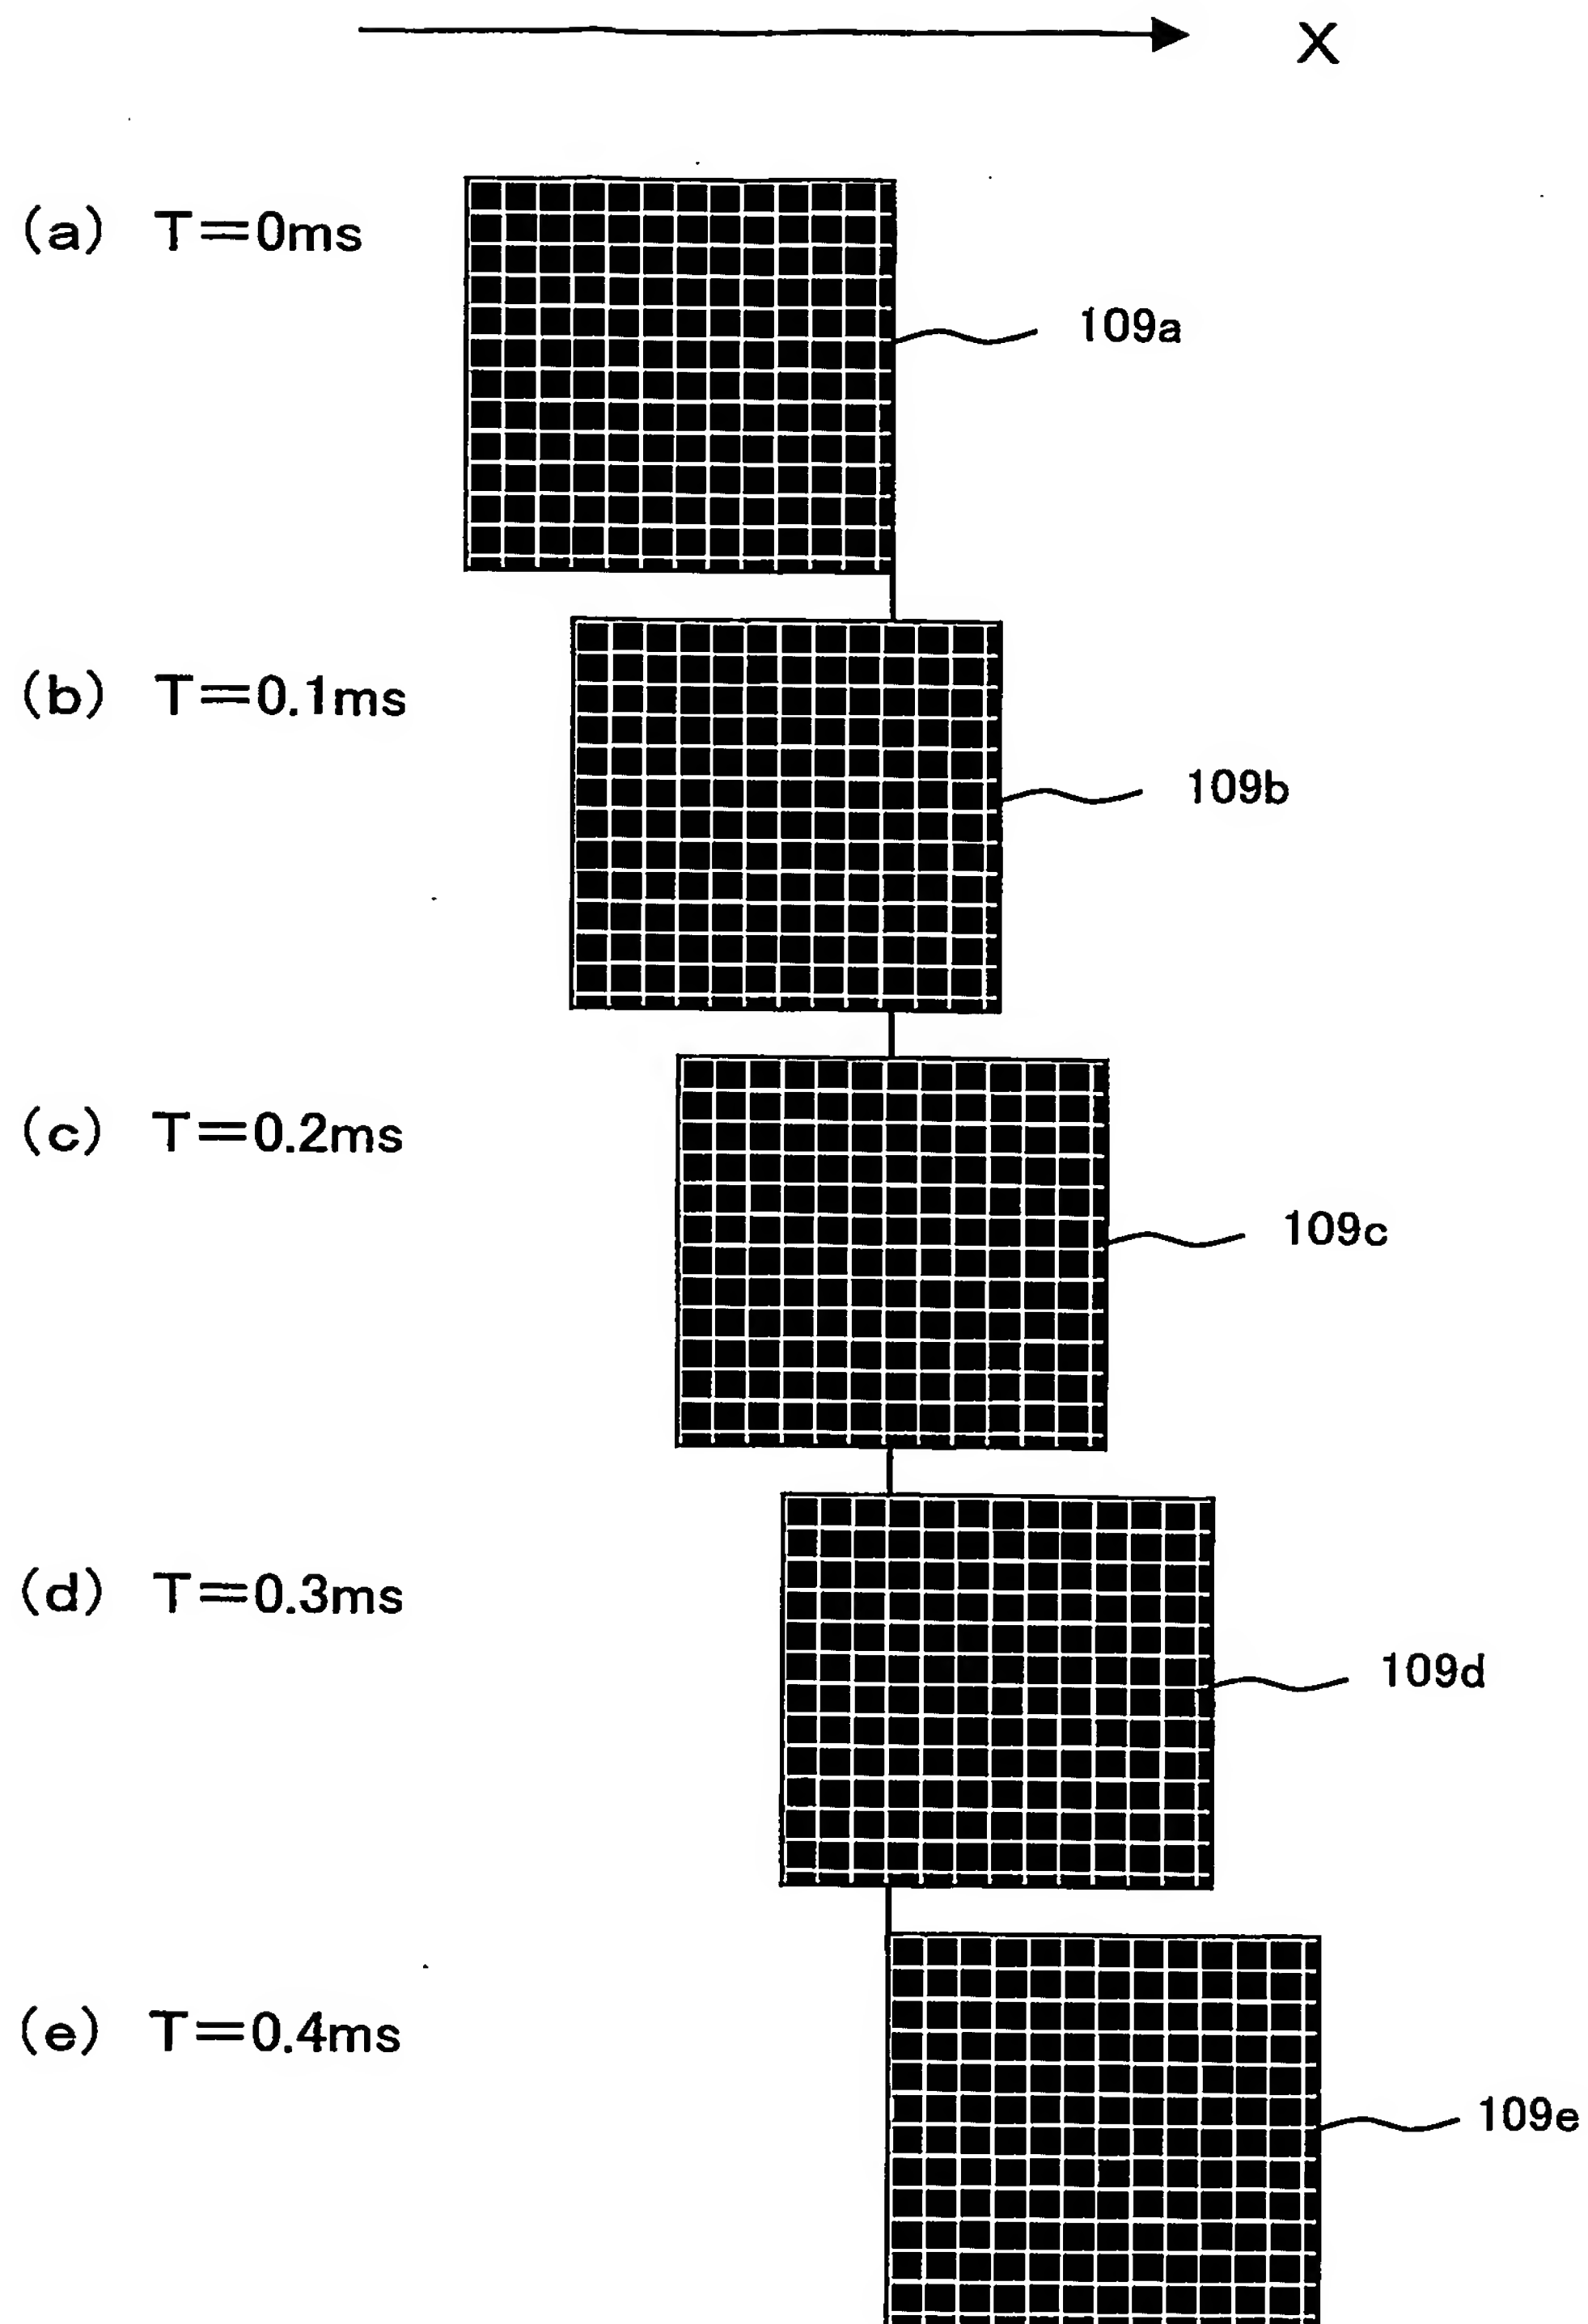 X
(a) T=0ms
109a
(b) T=0.1ms
109b
(c) T=0.2ms
109c
(d) T=0.3ms
109d
(e) T=0.4ms
109e